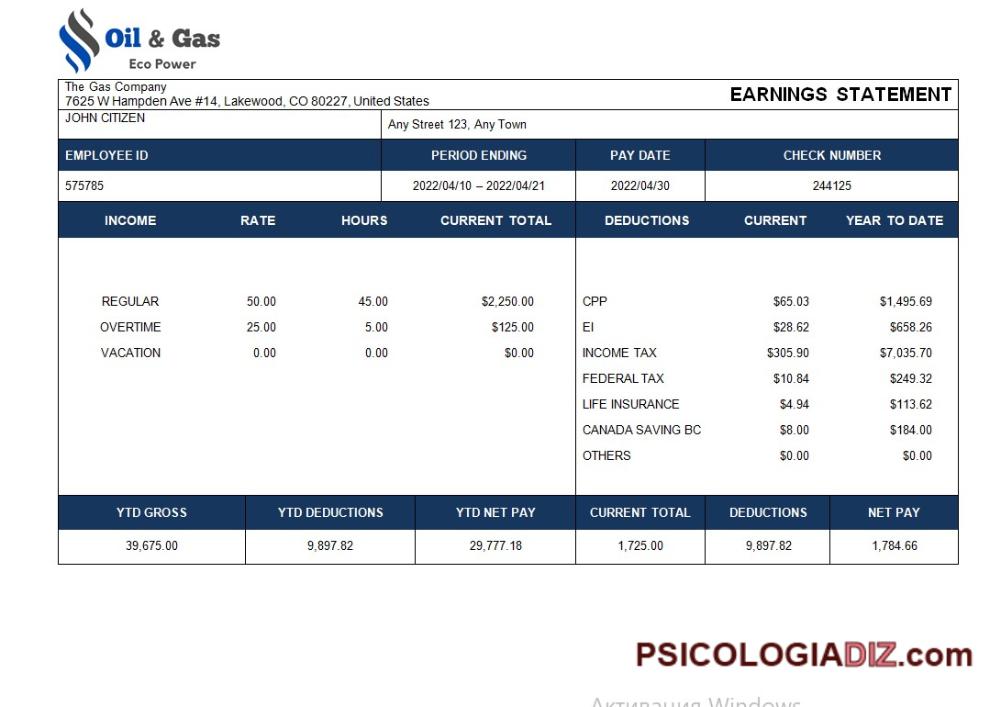 Oil & Gas
Eco Power
The Gas Company
7625 W Hampden Ave #14, Lakewood, CO 80227, United States
EARNINGS STATEMENT
JOHN CITIZEN
Any Street 123, Any Town
EMPLOYEE ID PERIOD ENDING PAY DATE CHECK NUMBER
575785 2022/04/10 – 2022/04/21 2022/04/30 244125
INCOME RATE HOURS CURRENT TOTAL DEDUCTIONS CURRENT YEAR TO DATE
REGULAR 50.00 45.00 $2,250.00 CPP $65.03 $1,495.69
OVERTIME 25.00 5.00 $125.00 EI $28.62 $658.26
VACATION 0.00 0.00 $0.00 INCOME TAX $305.90 $7,035.70
FEDERAL TAX $10.84 $249.32
LIFE INSURANCE $4.94 $113.62
CANADA SAVING BC $8.00 $184.00
OTHERS $0.00 $0.00
YTD GROSS YTD DEDUCTIONS YTD NET PAY CURRENT TOTAL DEDUCTIONS NET PAY
39,675.00 9,897.82 29,777.18 1,725.00 9,897.82 1,784.66
PSICOLOGIADIZ.com
Активация Windows